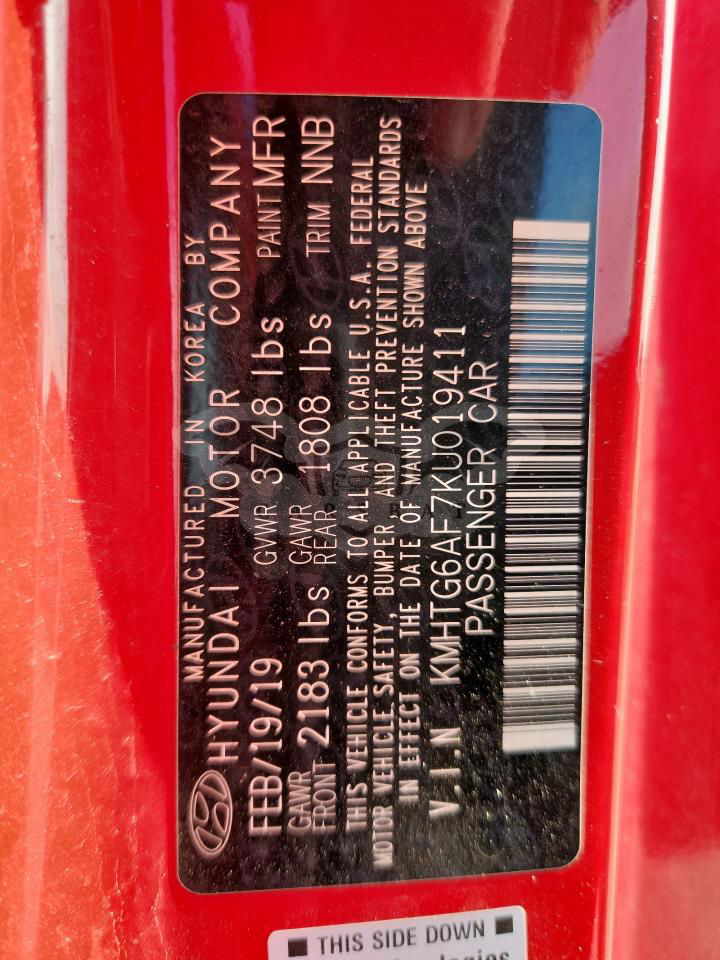 MANUFACTURED IN KOREA BY
HYUNDAI MOTOR COMPANY
FEB/19/19 GVWR 3748 lbs PAINT MFR
GAWR FRONT 2183 lbs GAWR REAR 1808 lbs TRIM NNB
THIS VEHICLE CONFORMS TO ALL APPLICABLE U.S.A. FEDERAL
MOTOR VEHICLE SAFETY, BUMPER, AND THEFT PREVENTION STANDARDS
IN EFFECT ON THE DATE OF MANUFACTURE SHOWN ABOVE
V.I.N KMHTG6AF7KU019411
PASSENGER CAR
THIS SIDE DOWN